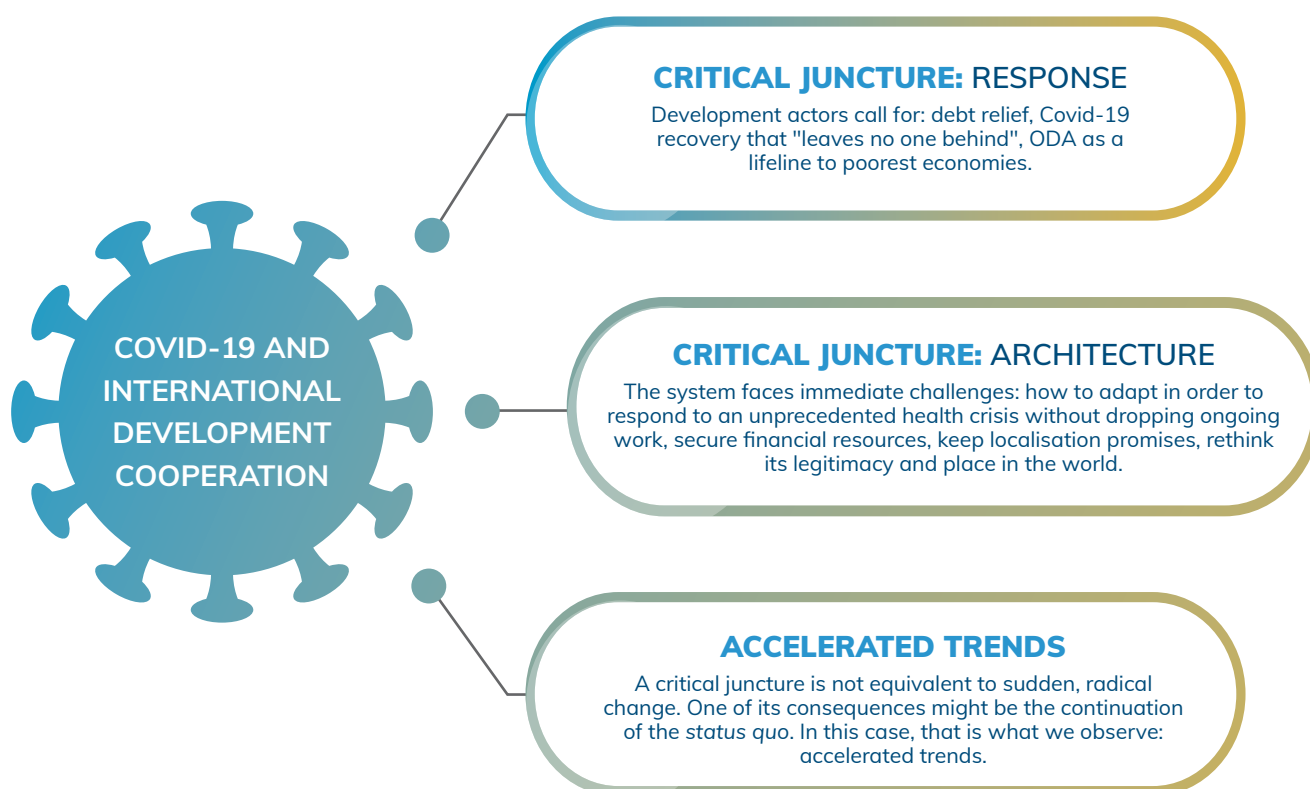 COVID-19 AND
INTERNATIONAL
DEVELOPMENT
COOPERATION
CRITICAL JUNCTURE: RESPONSE
Development actors call for: debt relief, Covid-19
recovery that "leaves no one behind", ODA as a
lifeline to poorest economies.
CRITICAL JUNCTURE: ARCHITECTURE
The system faces immediate challenges: how to adapt in order to
respond to an unprecedented health crisis without dropping ongoing
work, secure financial resources, keep localisation promises, rethink
its legitimacy and place in the world.
ACCELERATED TRENDS
A critical juncture is not equivalent to sudden, radical
change. One of its consequences might be the continuation
of the status quo. In this case, that is what we observe:
accelerated trends.